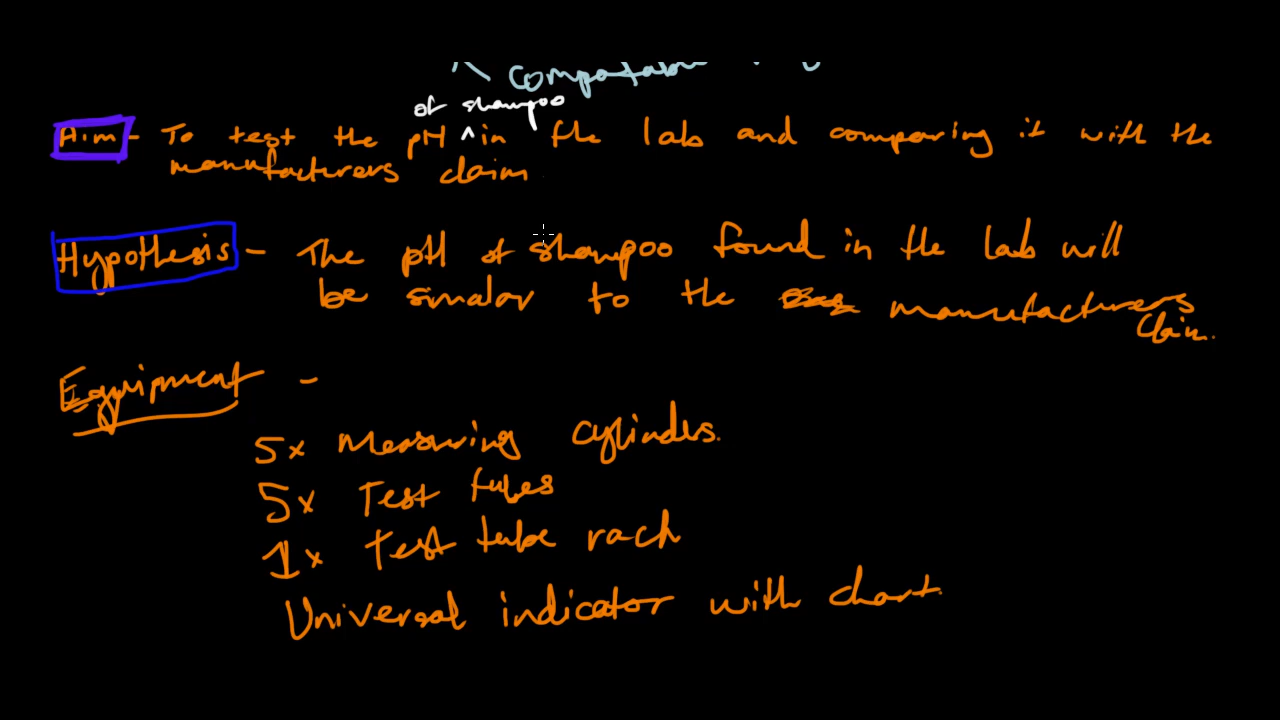 of shampoo
Aim - To test the pH ^ in the lab and comparing it with the
manufacturers claim
Hypothesis - The pH of shampoo found in the lab will
be similar to the manufacturers
claim.
Equipment -
5x Measuring cylinders.
5x Test tubes
1x test tube rack
Universal indicator with chart.